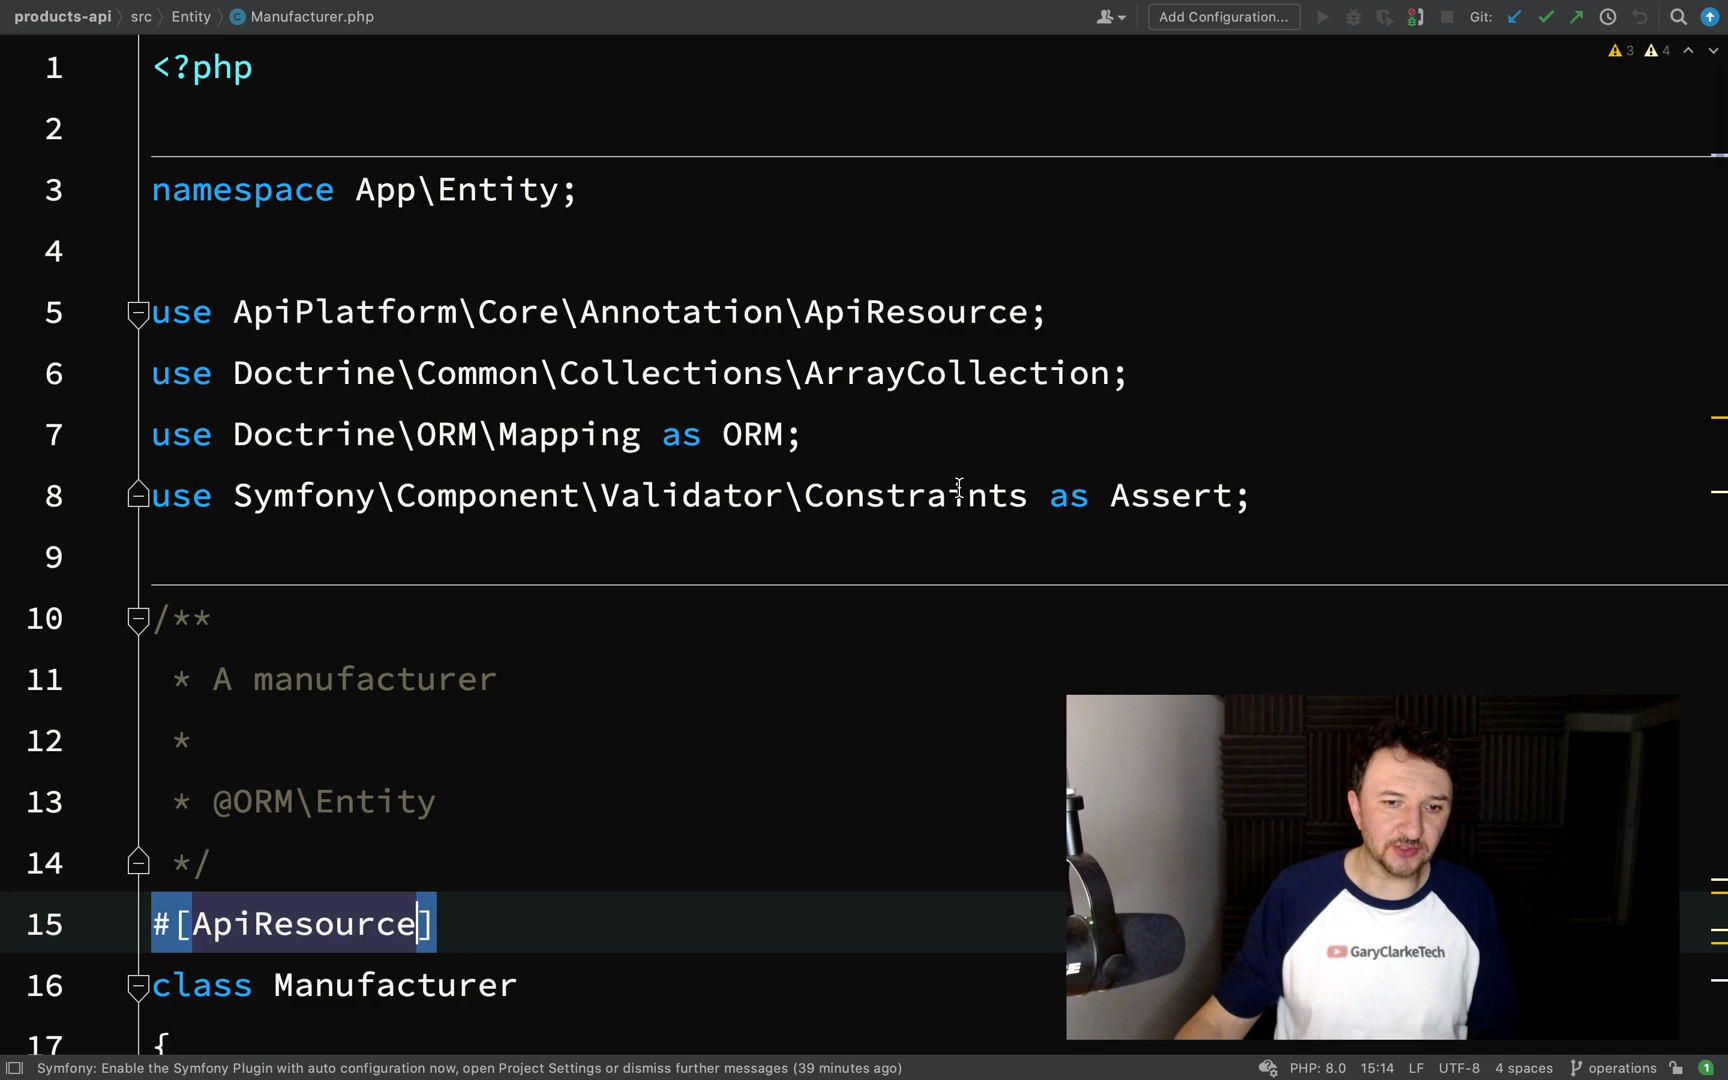 products-api src Entity Manufacturer.php Add Configuration... Git:
3 4
1 <?php
2
3 namespace App\Entity;
4
5 use ApiPlatform\Core\Annotation\ApiResource;
6 use Doctrine\Common\Collections\ArrayCollection;
7 use Doctrine\ORM\Mapping as ORM;
8 use Symfony\Component\Validator\Constraints as Assert;
9
10 /**
11 * A manufacturer
12 *
13 * @ORM\Entity
14 */
15 #[ApiResource]
16 class Manufacturer
17 {
GaryClarkeTech
Symfony: Enable the Symfony Plugin with auto configuration now, open Project Settings or dismiss further messages (39 minutes ago) PHP: 8.0 15:14 LF UTF-8 4 spaces operations 1